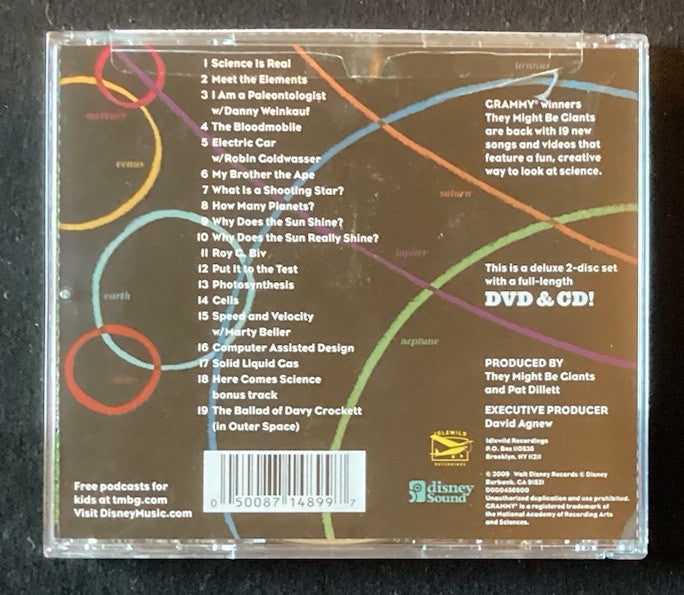 1 Science Is Real
2 Meet the Elements
3 I Am a Paleontologist
w/Danny Weinkauf
4 The Bloodmobile
5 Electric Car
w/Robin Goldwasser
6 My Brother the Ape
7 What Is a Shooting Star?
8 How Many Planets?
9 Why Does the Sun Shine?
10 Why Does the Sun Really Shine?
11 Roy G. Biv
12 Put It to the Test
13 Photosynthesis
14 Cells
15 Speed and Velocity
w/Marty Beller
16 Computer Assisted Design
17 Solid Liquid Gas
18 Here Comes Science
bonus track
19 The Ballad of Davy Crockett
(in Outer Space)
mercury
venus
earth
mars
uranus
saturn
jupiter
neptune
GRAMMY® winners
They Might Be Giants
are back with 19 new
songs and videos that
feature a fun, creative
way to look at science.
This is a deluxe 2-disc set
with a full-length
DVD & CD!
PRODUCED BY
They Might Be Giants
and Pat Dillett
EXECUTIVE PRODUCER
David Agnew
IDLEWILD
RECORDINGS
Idlewild Recordings
P.O. Box 110535
Brooklyn, NY 11211
disney
sound
© 2009 Walt Disney Records © Disney
Burbank, CA 91521
D000456600
Unauthorized duplication and use prohibited.
GRAMMY® is a registered trademark of
the National Academy of Recording Arts
and Sciences.
Free podcasts for
kids at tmbg.com
Visit DisneyMusic.com
0 50087 14899 7